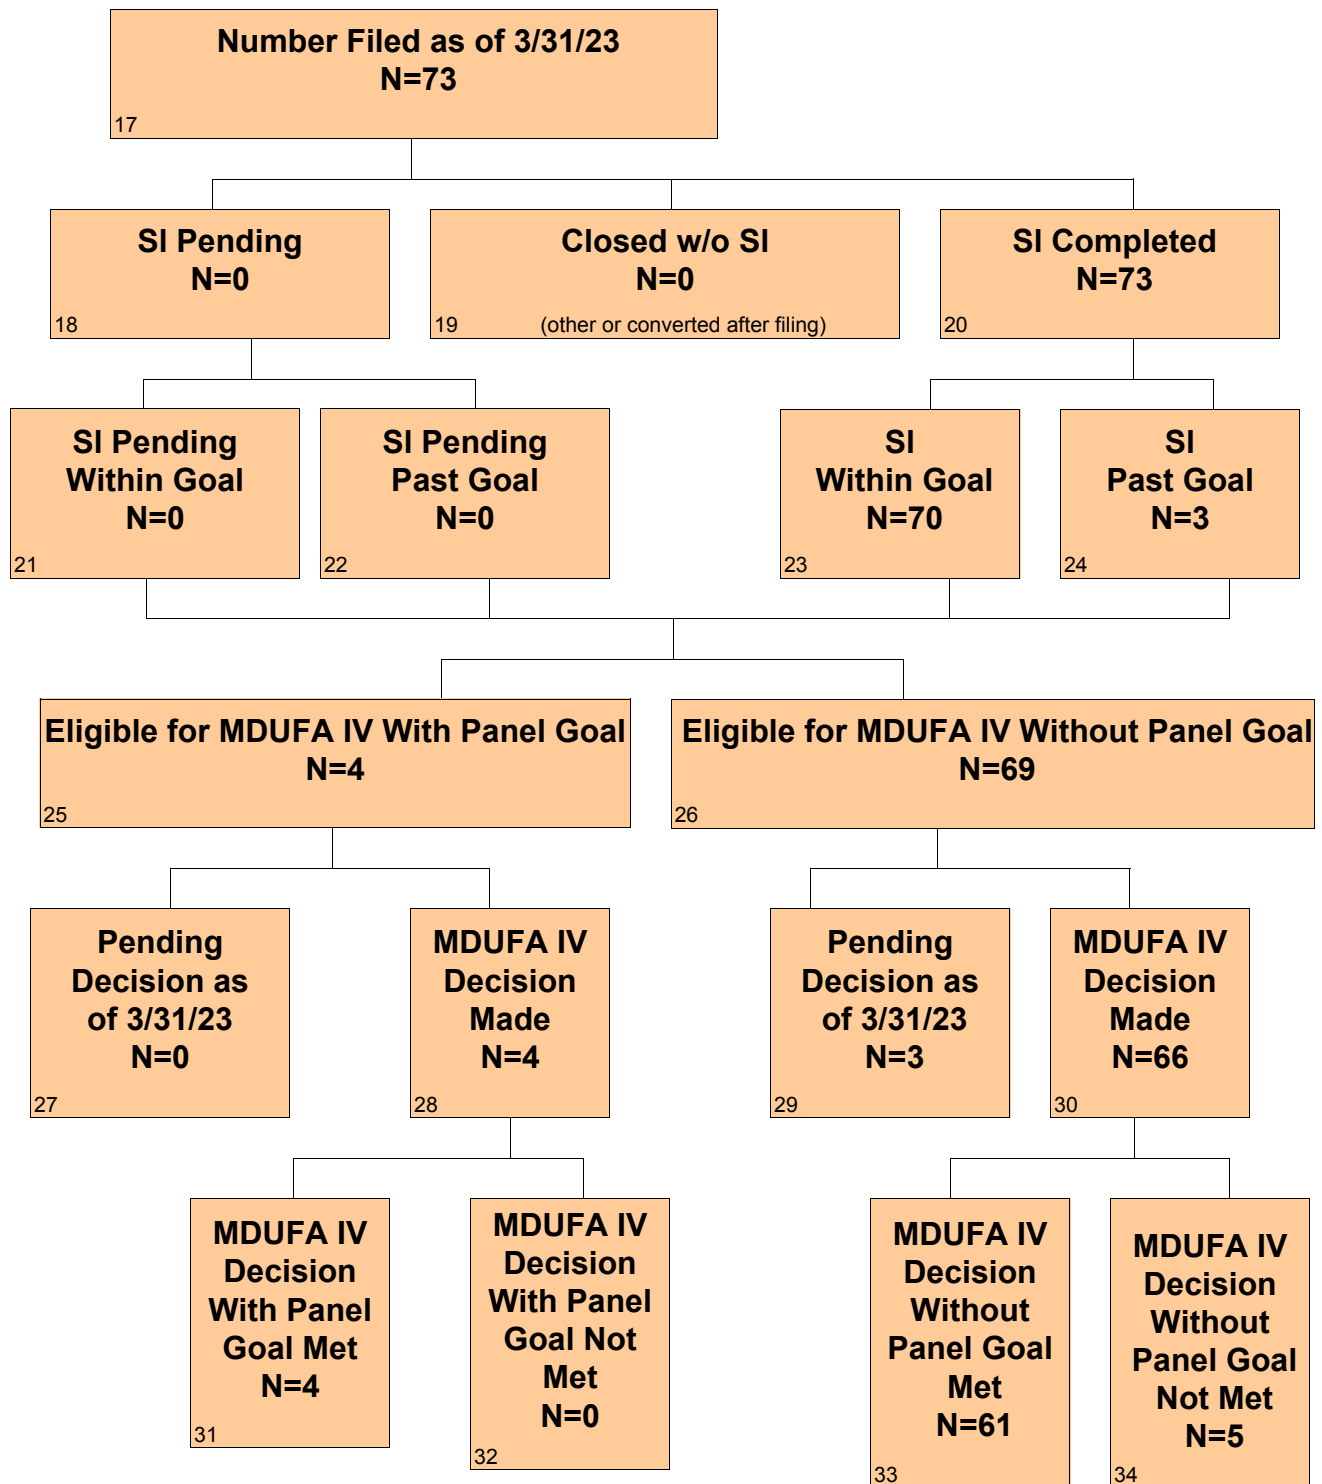 Number Filed as of 3/31/23
N=73
17
SI Pending
N=0
18
Closed w/o SI
N=0
19
(other or converted after filing)
SI Completed
N=73
20
SI Pending
Within Goal
N=0
21
SI Pending
Past Goal
N=0
22
SI
Within Goal
N=70
23
SI
Past Goal
N=3
24
Eligible for MDUFA IV With Panel Goal
N=4
25
Eligible for MDUFA IV Without Panel Goal
N=69
26
Pending
Decision as
of 3/31/23
N=0
27
MDUFA IV
Decision
Made
N=4
28
Pending
Decision as
of 3/31/23
N=3
29
MDUFA IV
Decision
Made
N=66
30
MDUFA IV
Decision
With Panel
Goal Met
N=4
31
MDUFA IV
Decision
With Panel
Goal Not
Met
N=0
32
MDUFA IV
Decision
Without
Panel Goal
Met
N=61
33
MDUFA IV
Decision
Without
Panel Goal
Not Met
N=5
34